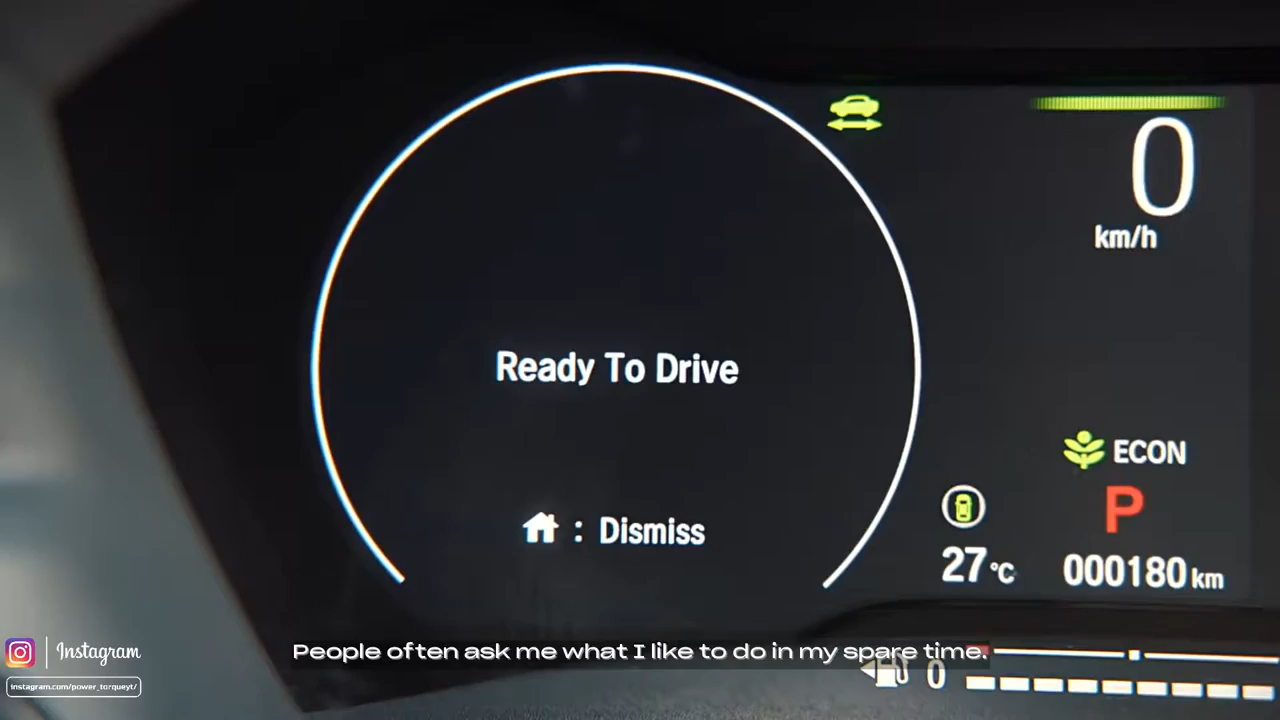 0
km/h
Ready To Drive
ECON
P
: Dismiss
27°C
000180 km
Instagram
instagram.com/power_torqueyt/
People often ask me what I like to do in my spare time.
0